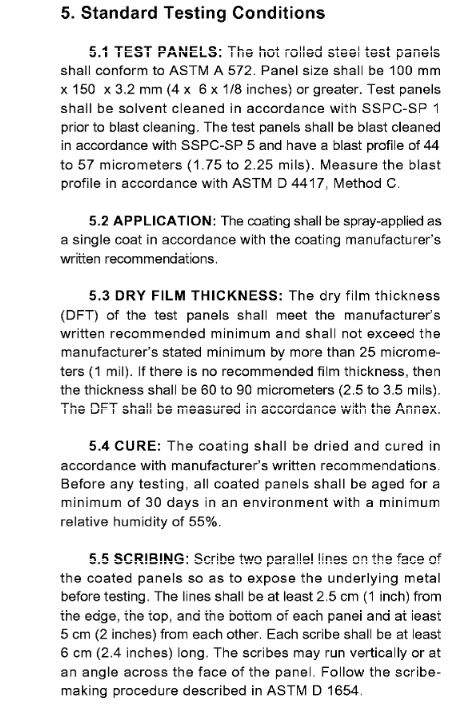 5. Standard Testing Conditions
5.1 TEST PANELS: The hot rolled steel test panels
shall conform to ASTM A 572. Panel size shall be 100 mm
x 150 x 3.2 mm (4 x 6 x 1/8 inches) or greater. Test panels
shall be solvent cleaned in accordance with SSPC-SP 1
prior to blast cleaning. The test panels shall be blast cleaned
in accordance with SSPC-SP 5 and have a blast profile of 44
to 57 micrometers (1.75 to 2.25 mils). Measure the blast
profile in accordance with ASTM D 4417, Method C.
5.2 APPLICATION: The coating shall be spray-applied as
a single coat in accordance with the coating manufacturer's
written recommendations.
5.3 DRY FILM THICKNESS: The dry film thickness
(DFT) of the test panels shall meet the manufacturer's
written recommended minimum and shall not exceed the
manufacturer's stated minimum by more than 25 microme-
ters (1 mil). If there is no recommended film thickness, then
the thickness shall be 60 to 90 micrometers (2.5 to 3.5 mils).
The DFT shall be measured in accordance with the Annex.
5.4 CURE: The coating shall be dried and cured in
accordance with manufacturer's written recommendations.
Before any testing, all coated panels shall be aged for a
minimum of 30 days in an environment with a minimum
relative humidity of 55%.
5.5 SCRIBING: Scribe two parallel lines on the face of
the coated panels so as to expose the underlying metal
before testing. The lines shall be at least 2.5 cm (1 inch) from
the edge, the top, and the bottom of each panel and at least
5 cm (2 inches) from each other. Each scribe shall be at least
6 cm (2.4 inches) long. The scribes may run vertically or at
an angle across the face of the panel. Follow the scribe-
making procedure described in ASTM D 1654.